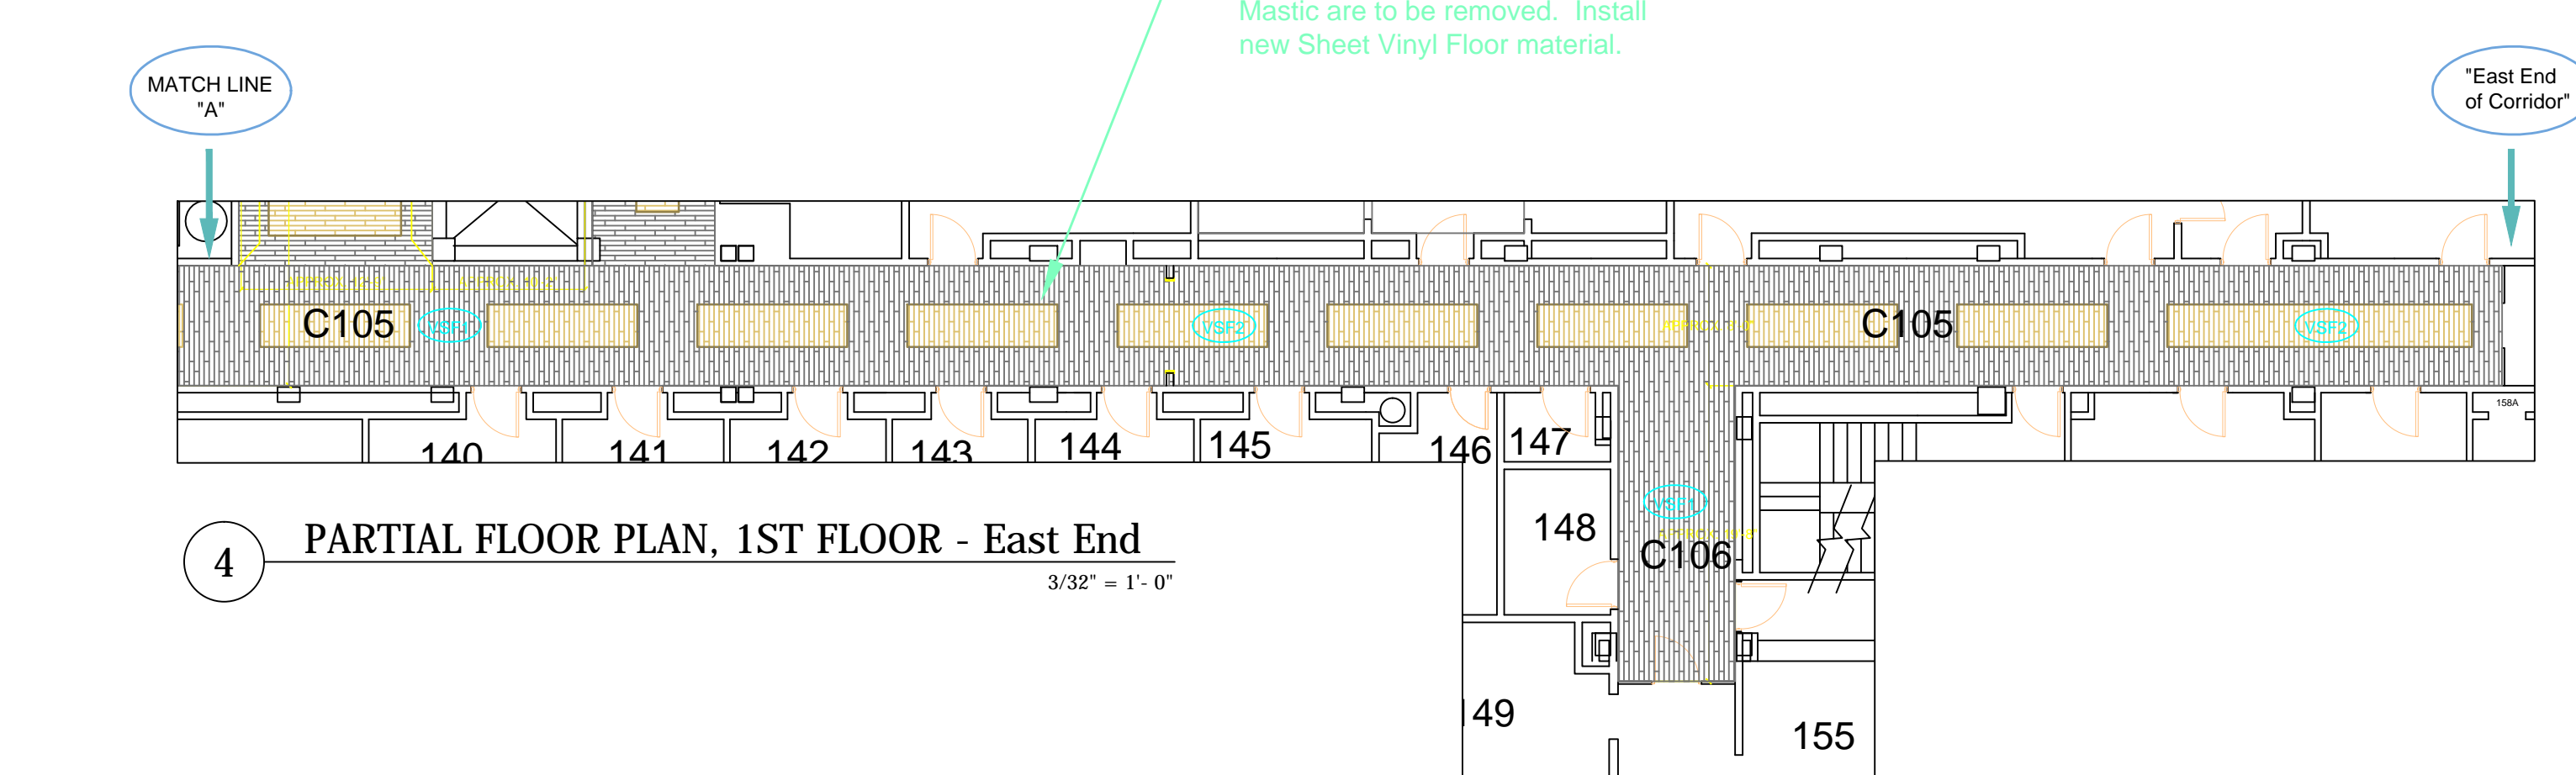 Mastic are to be removed.  Install
new Sheet Vinyl Floor material.
MATCH LINE
"A"
"East End
of Corridor"
C105
VSF1
VSF2
C105
VSF2
158A
140
141
142
143
144
145
146
147
148
VSF1
C106
149
155
4
PARTIAL FLOOR PLAN, 1ST FLOOR - East End
3/32" = 1'- 0"